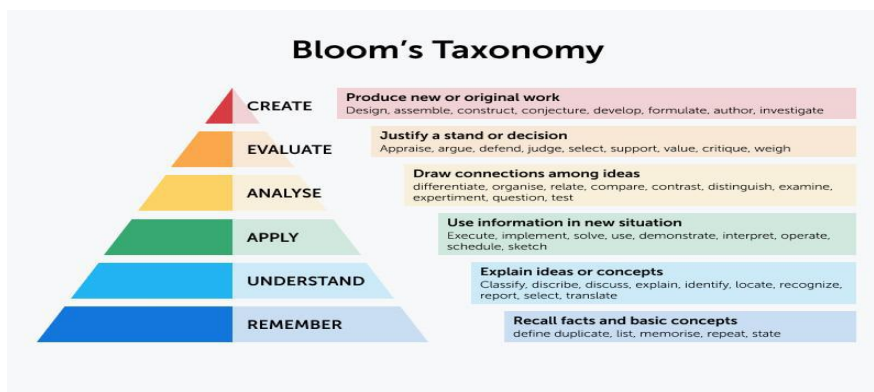 Bloom's Taxonomy
CREATE
Produce new or original work
Design, assemble, construct, conjecture, develop, formulate, author, investigate
EVALUATE
Justify a stand or decision
Appraise, argue, defend, judge, select, support, value, critique, weigh
ANALYSE
Draw connections among ideas
differentiate, organise, relate, compare, contrast, distinguish, examine,
expertiment, question, test
APPLY
Use information in new situation
Execute, implement, solve, use, demonstrate, interpret, operate,
schedule, sketch
UNDERSTAND
Explain ideas or concepts
Classify, discribe, discuss, explain, identify, locate, recognize,
report, select, translate
REMEMBER
Recall facts and basic concepts
define duplicate, list, memorise, repeat, state